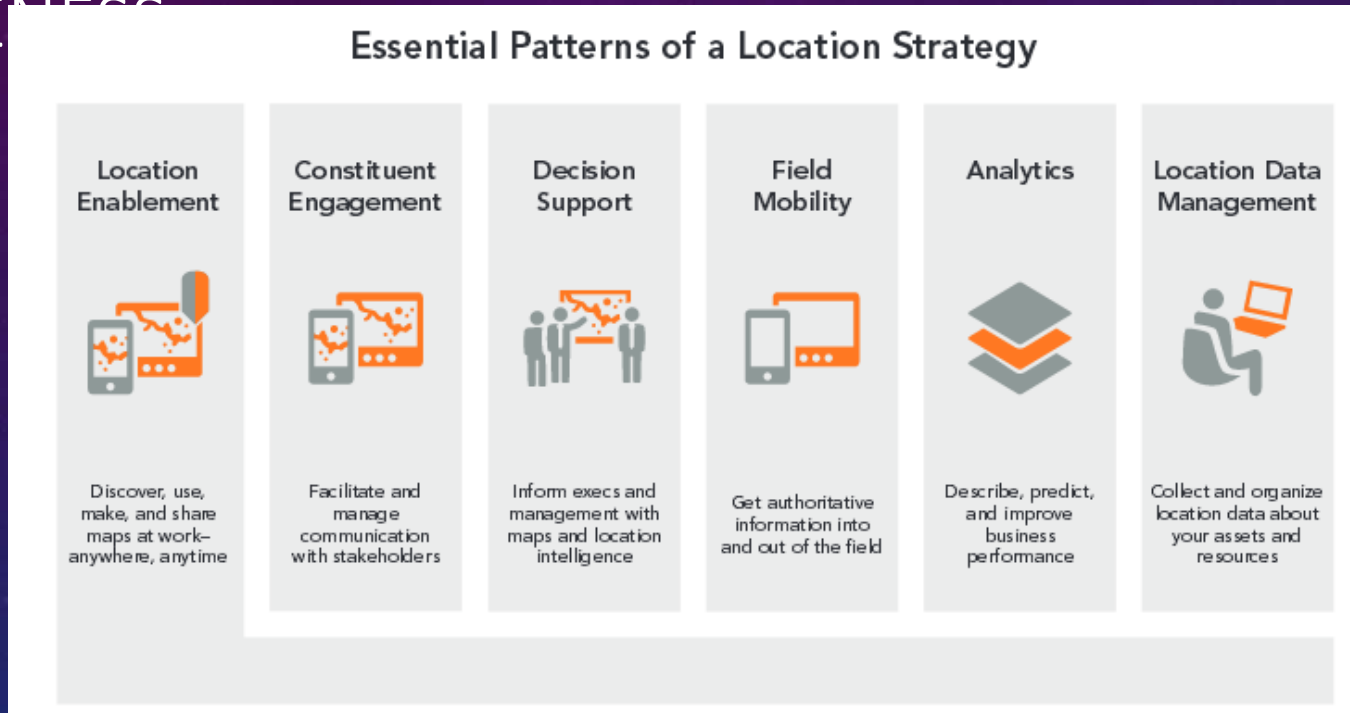 Essential Patterns of a Location Strategy
Location
Enablement
Discover, use,
make, and share
maps at work–
anywhere, anytime
Constituent
Engagement
Facilitate and
manage
communication
with stakeholders
Decision
Support
Inform execs and
management with
maps and location
intelligence
Field
Mobility
Get authoritative
information into
and out of the field
Analytics
Describe, predict,
and improve
business
performance
Location Data
Management
Collect and organize
location data about
your assets and
resources